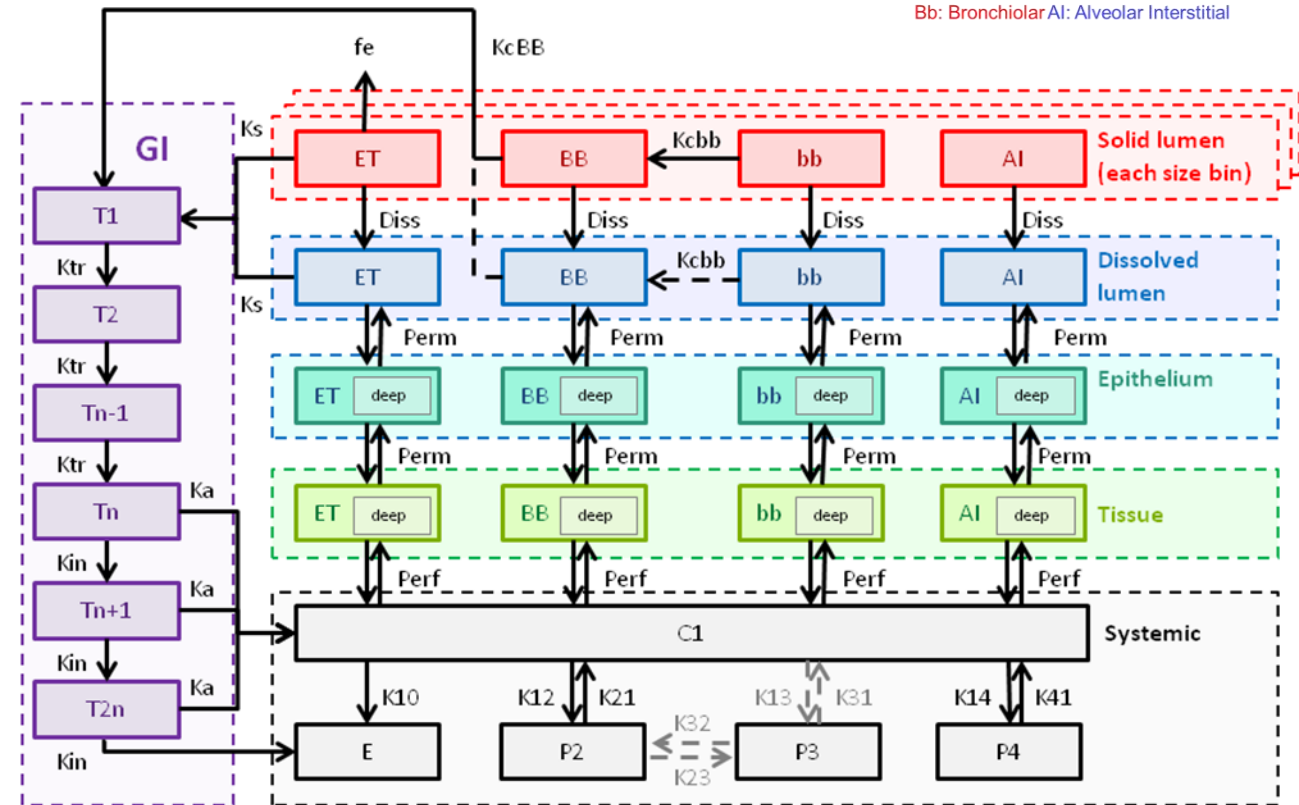 Bb: Bronchiolar AI: Alveolar Interstitial
fe
KcBB
GI
Ks
ET
BB
Kcbb
bb
AI
Solid lumen
(each size bin)
T1
Diss
Diss
Diss
Diss
Ktr
ET
BB
Kcbb
bb
AI
Dissolved
lumen
Ks
T2
Perm
Perm
Perm
Perm
Ktr
ET deep
BB deep
bb deep
AI deep
Epithelium
Tn-1
Perm
Perm
Perm
Perm
Ktr
Tn
Ka
ET deep
BB deep
bb deep
AI deep
Tissue
Kin
Perf
Perf
Perf
Perf
Tn+1
Ka
C1
Systemic
Kin
T2n
Ka
K10
K12
K21
K13
K31
K14
K41
Kin
E
P2
K32
K23
P3
P4